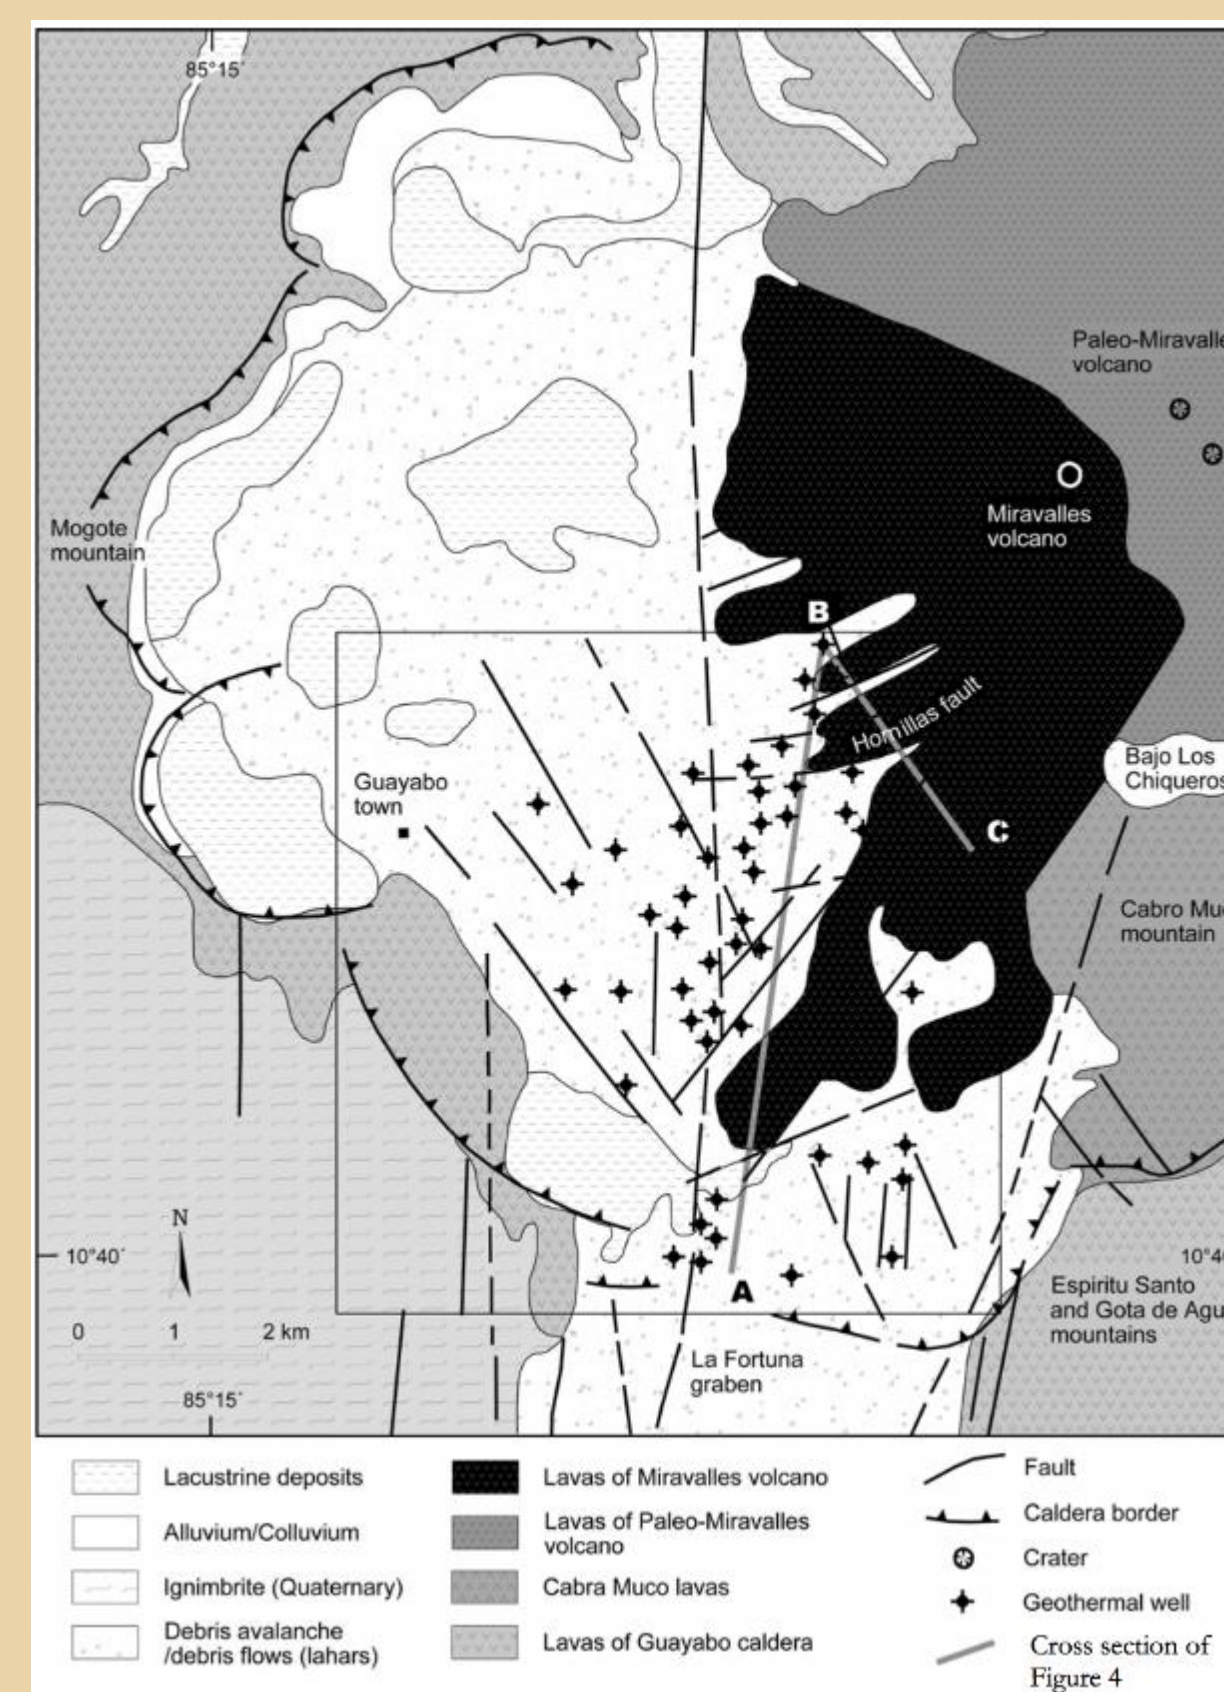 85°15´
Paleo-Miravalle
volcano
Miravalles
volcano
Mogote
mountain
B
Hornillas fault
Bajo Los
Chiqueros
Guayabo
town
C
Cabro Muc
mountain
N
10°40´
10°40
A
Espiritu Santo
and Gota de Agu
mountains
0 1 2 km
La Fortuna
graben
85°15´
Lacustrine deposits
Alluvium/Colluvium
Ignimbrite (Quaternary)
Debris avalanche
/debris flows (lahars)
Lavas of Miravalles volcano
Lavas of Paleo-Miravalles
volcano
Cabra Muco lavas
Lavas of Guayabo caldera
Fault
Caldera border
Crater
Geothermal well
Cross section of
Figure 4